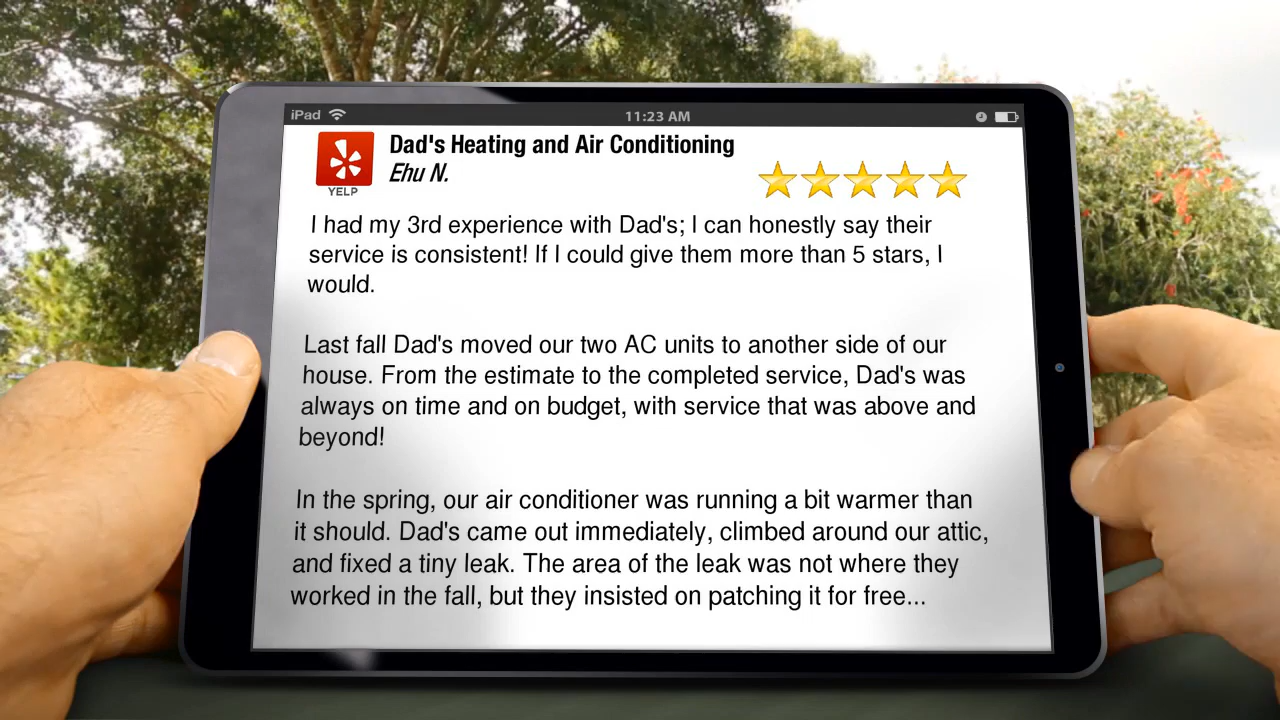 iPad 11:23 AM
Dad's Heating and Air Conditioning
Ehu N.
YELP
I had my 3rd experience with Dad's; I can honestly say their
service is consistent! If I could give them more than 5 stars, I
would.
Last fall Dad's moved our two AC units to another side of our
house. From the estimate to the completed service, Dad's was
always on time and on budget, with service that was above and
beyond!
In the spring, our air conditioner was running a bit warmer than
it should. Dad's came out immediately, climbed around our attic,
and fixed a tiny leak. The area of the leak was not where they
worked in the fall, but they insisted on patching it for free...